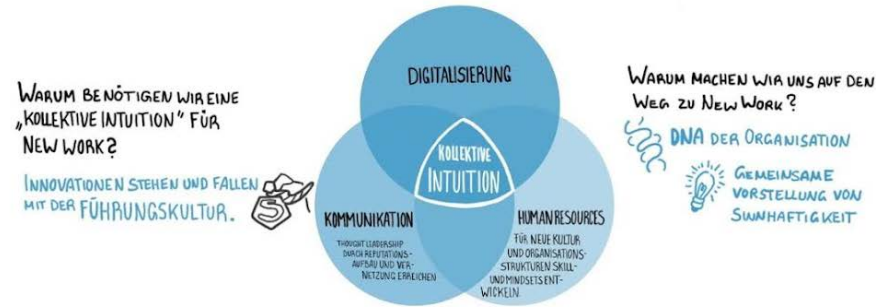 WARUM BENÖTIGEN WIR EINE
„KOLLEKTIVE INTUITION" FÜR
NEW WORK?
INNOVATIONEN STEHEN UND FALLEN
MIT DER FÜHRUNGSKULTUR.
DIGITALISIERUNG
KOLLEKTIVE
INTUITION
KOMMUNIKATION
THOUGHT LEADERSHIP
DURCH REPUTATIONS-
AUFBAU UND VER-
NETZUNG ERREICHEN
HUMAN RESOURCES
FÜR NEUE KULTUR
UND ORGANISATIONS-
STRUKTUREN SKILL-
UND MINDSETS ENT-
WICKELN.
WARUM MACHEN WIR UNS AUF DEN
WEG ZU NEW WORK?
DNA DER ORGANISATION
GEMEINSAME
VORSTELLUNG VON
SINNHAFTIGKEIT